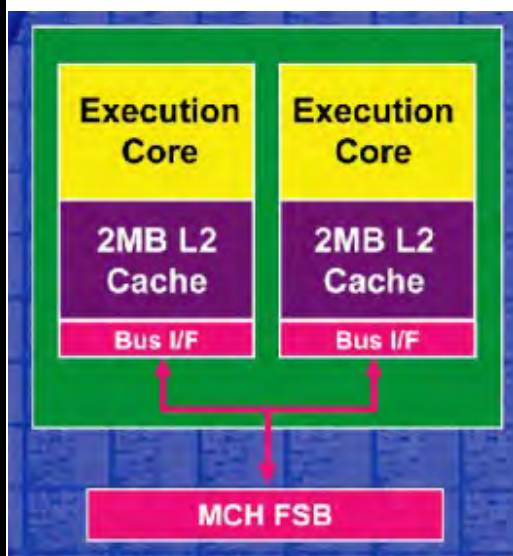 Execution
Core
2MB L2
Cache
Bus I/F
Execution
Core
2MB L2
Cache
Bus I/F
MCH FSB